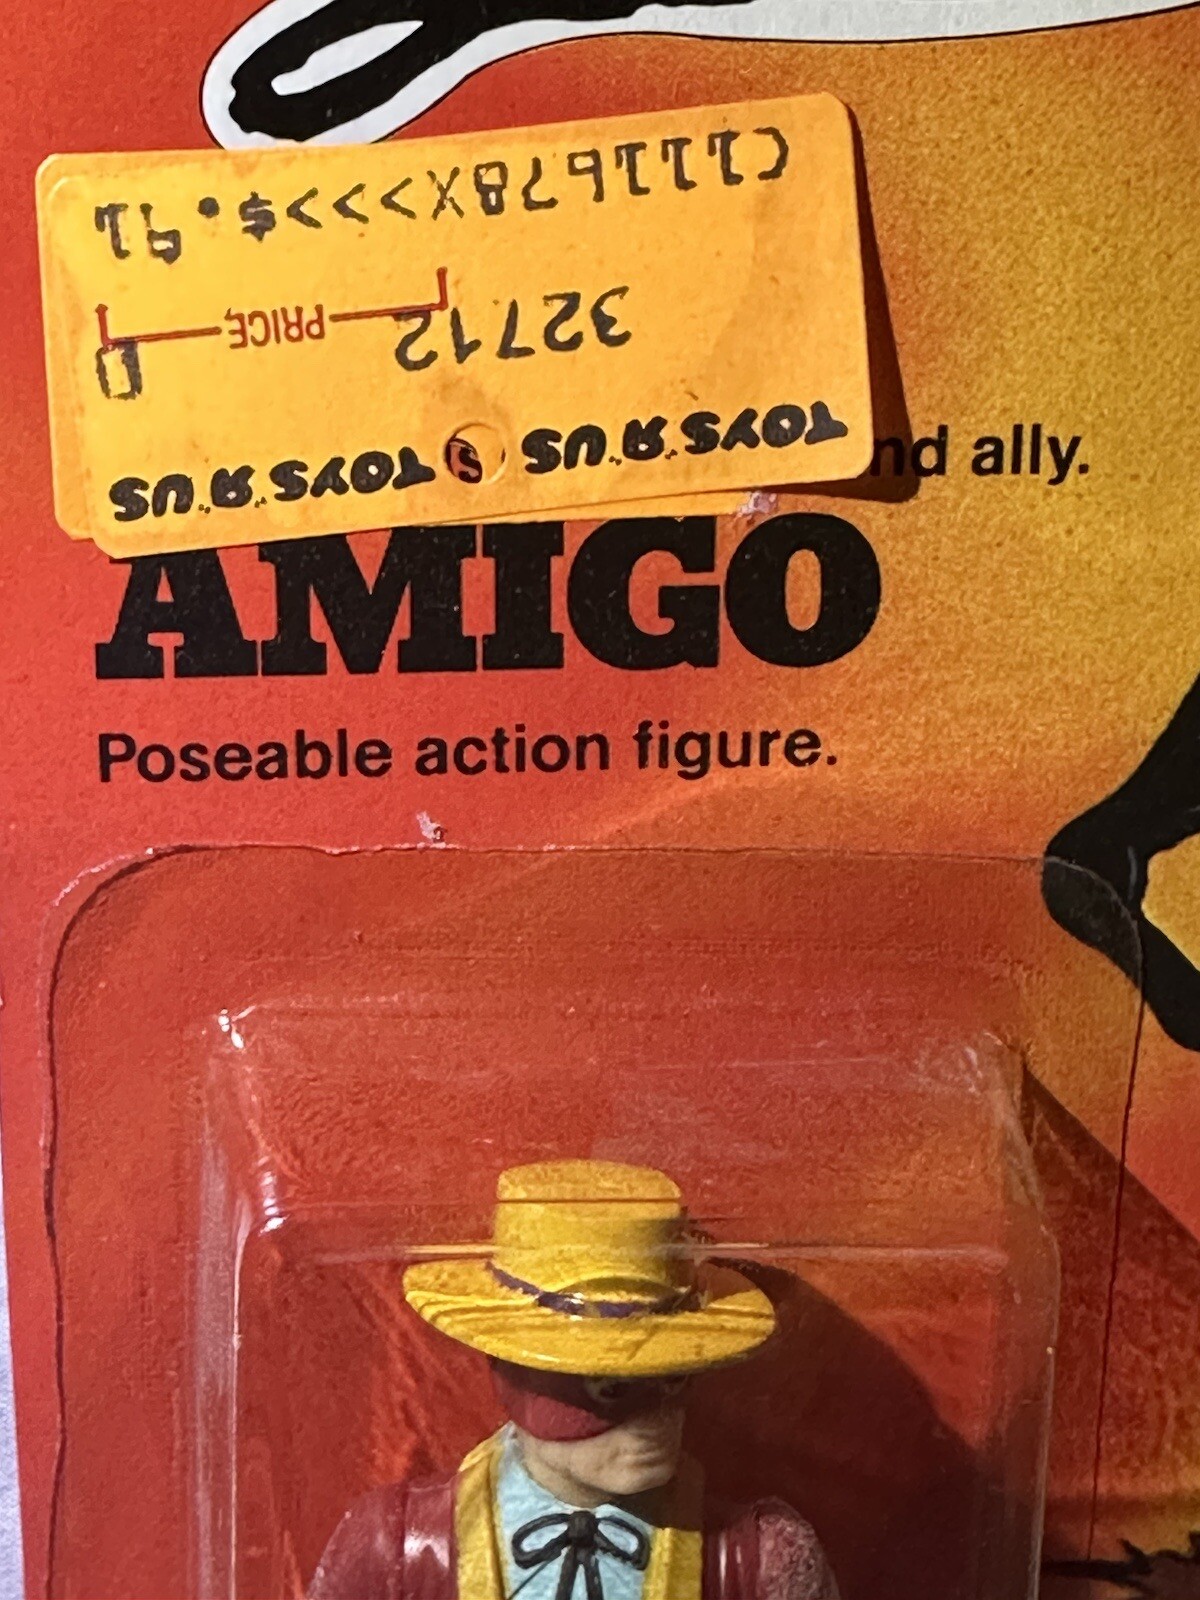 TOYS"R"US S TOYS"R"US
32712 D
PRICE
C111678X>>>$.91
nd ally.
AMIGO
Poseable action figure.